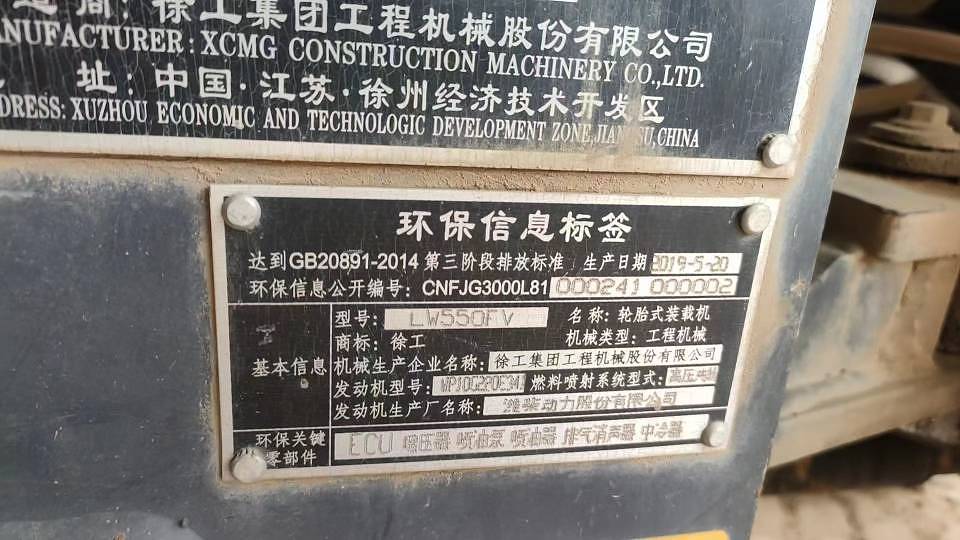 造商：徐工集团工程机械股份有限公司
MANUFACTURER: XCMG CONSTRUCTION MACHINERY CO.,LTD.
址：中国·江苏·徐州经济技术开发区
ADDRESS: XUZHOU ECONOMIC AND TECHNOLOGIC DEVELOPMENT ZONE,JIANGSU,CHINA
环保信息标签
达到GB20891-2014 第三阶段排放标准 生产日期 2019-5-20
环保信息公开编号：CNFJG3000L81 000241 000002
基本信息
型号：LW550FV 名称：轮胎式装载机
商标：徐工 机械类型：工程机械
机械生产企业名称：徐工集团工程机械股份有限公司
发动机型号：WP10G220E34 燃料喷射系统型式：高压共轨
发动机生产厂名称：潍柴动力股份有限公司
环保关键
零部件
ECU 增压器 喷油泵 喷油器 排气消声器 中冷器